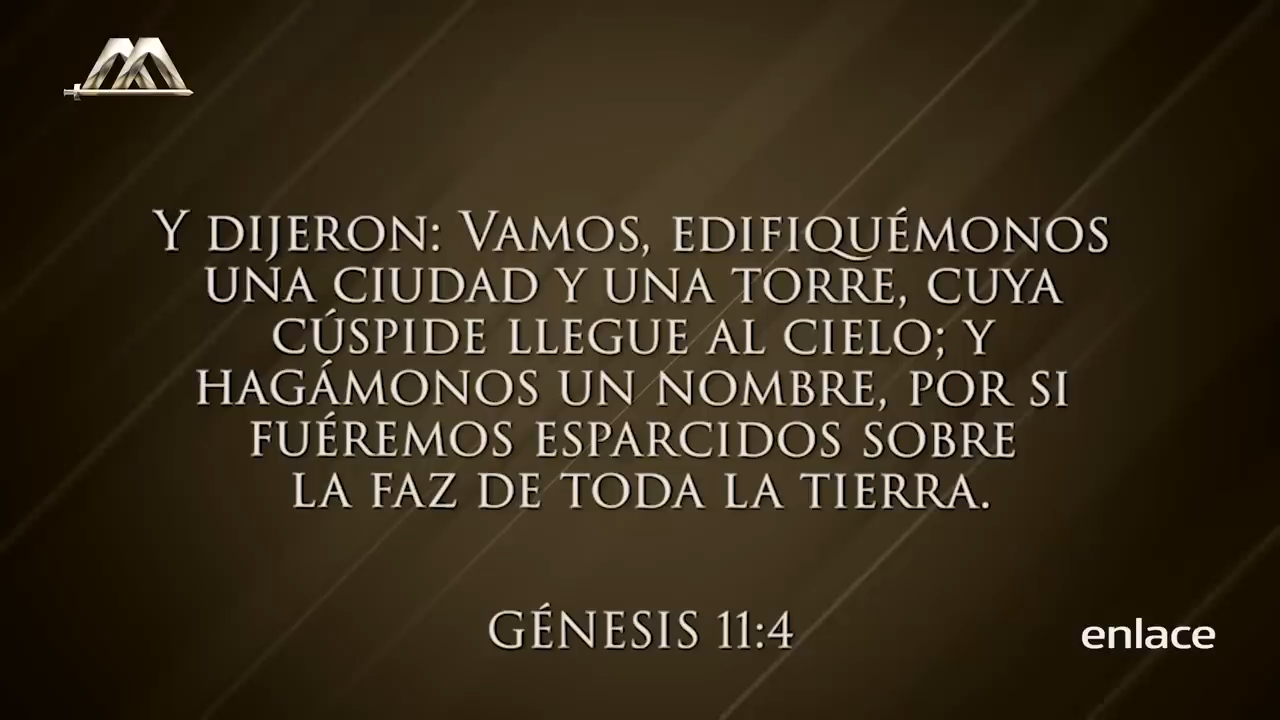 Y DIJERON: VAMOS, EDIFIQUÉMONOS
UNA CIUDAD Y UNA TORRE, CUYA
CÚSPIDE LLEGUE AL CIELO; Y
HAGÁMONOS UN NOMBRE, POR SI
FUÉREMOS ESPARCIDOS SOBRE
LA FAZ DE TODA LA TIERRA.
GÉNESIS 11:4
enlace